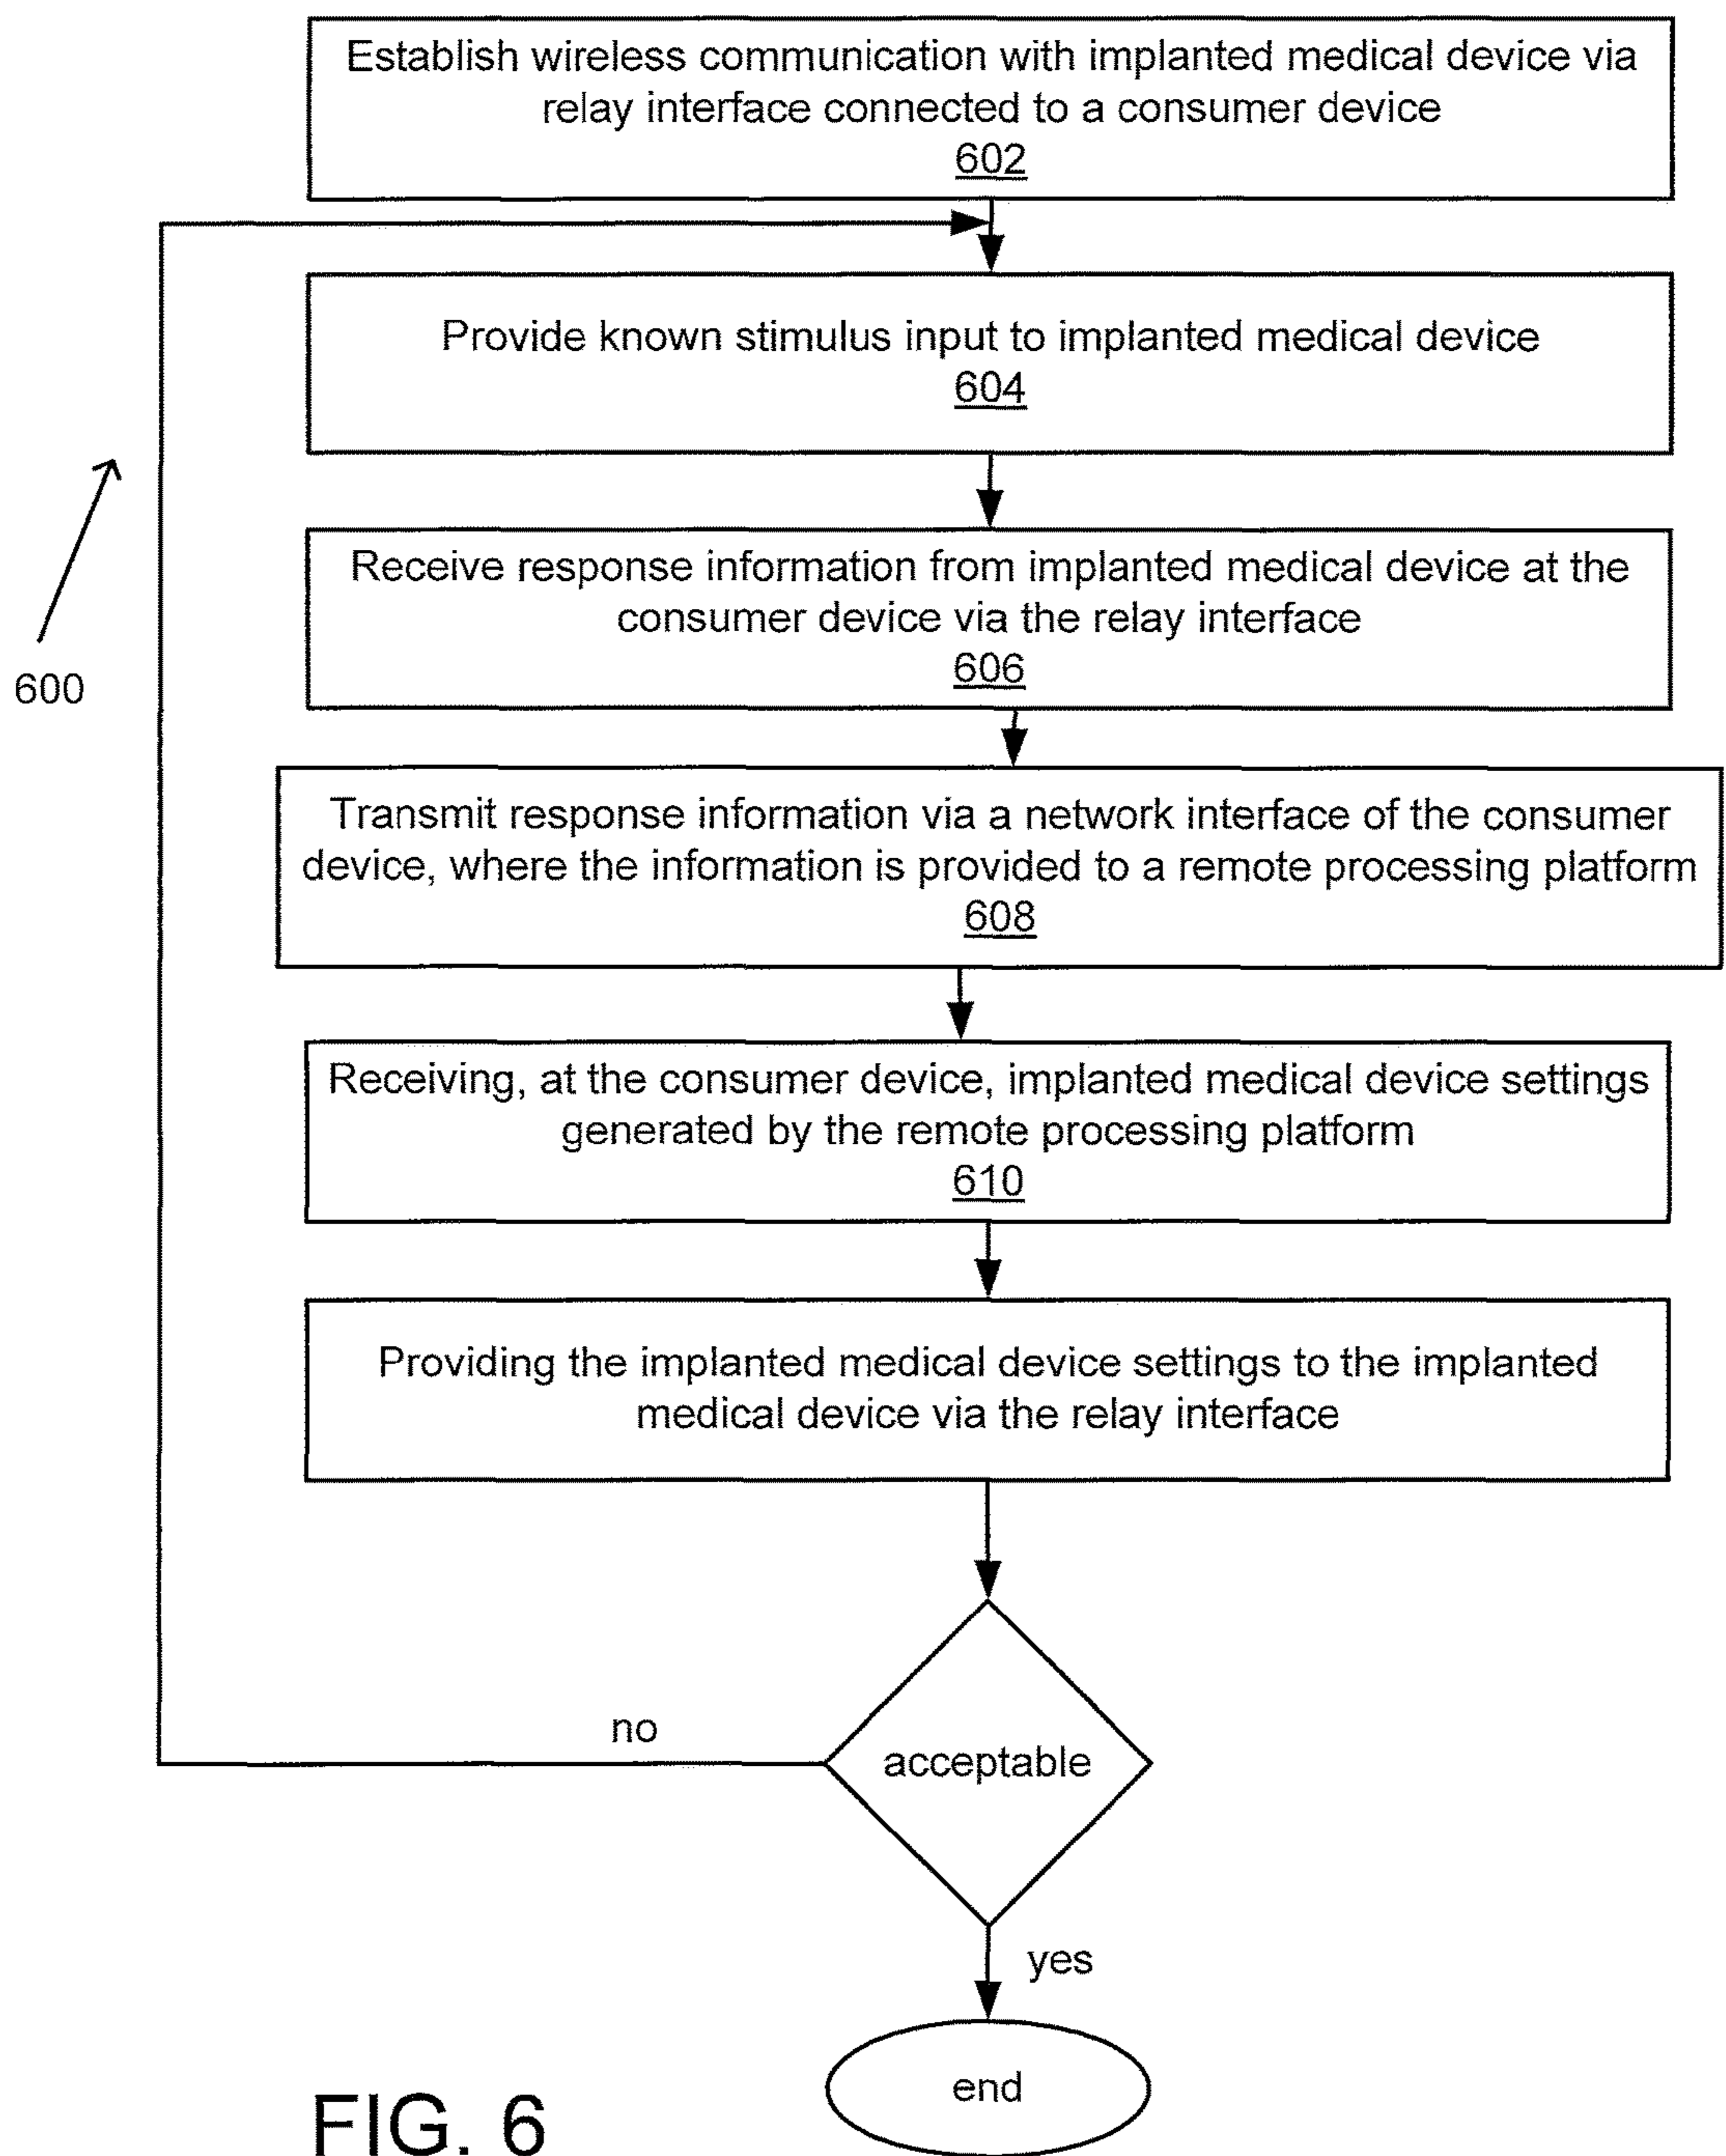 Establish wireless communication with implanted medical device via
relay interface connected to a consumer device
602
Provide known stimulus input to implanted medical device
604
Receive response information from implanted medical device at the
consumer device via the relay interface
606
600
Transmit response information via a network interface of the consumer
device, where the information is provided to a remote processing platform
608
Receiving, at the consumer device, implanted medical device settings
generated by the remote processing platform
610
Providing the implanted medical device settings to the implanted
medical device via the relay interface
no
acceptable
yes
end
FIG. 6